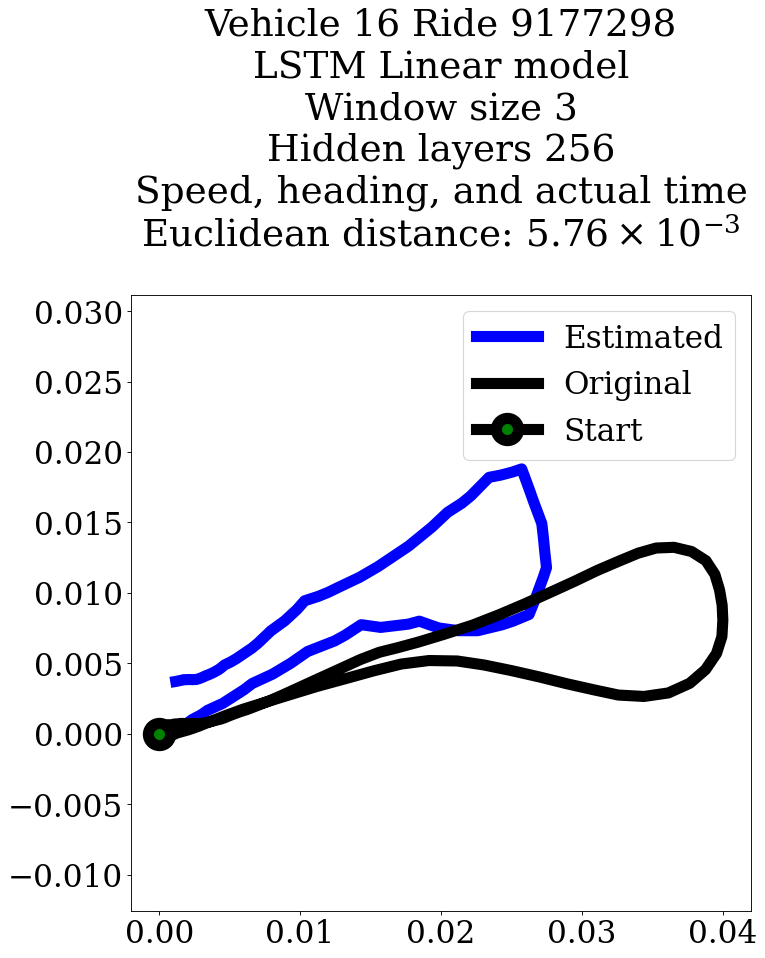 Vehicle 16 Ride 9177298
LSTM Linear model
Window size 3
Hidden layers 256
Speed, heading, and actual time
Euclidean distance: 5.76 × 10⁻³
0.030
0.025
0.020
0.015
0.010
0.005
0.000
−0.005
−0.010
Estimated
Original
Start
0.00 0.01 0.02 0.03 0.04